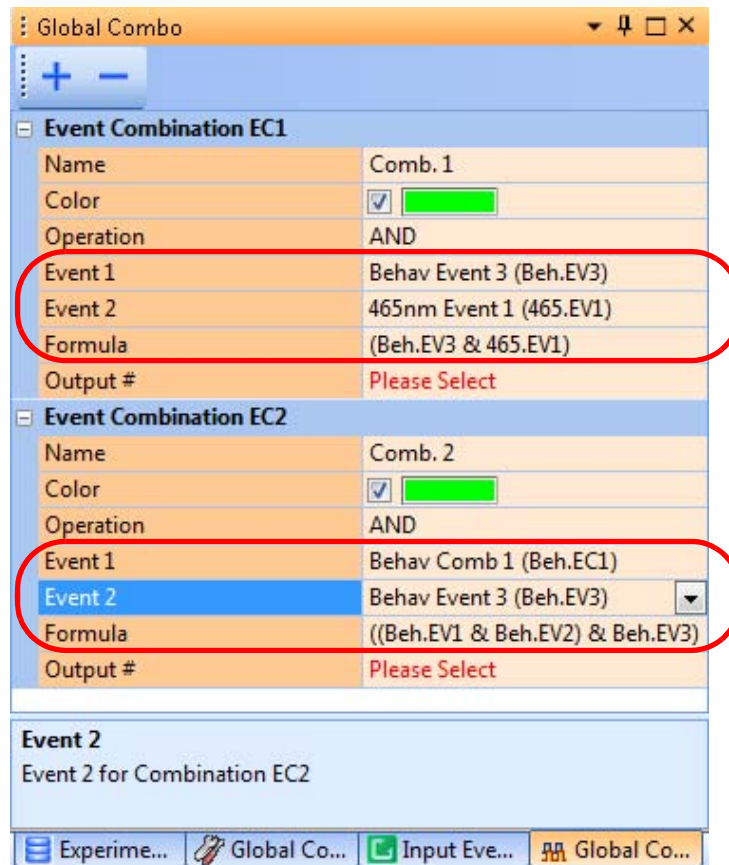 Global Combo
Event Combination EC1
Name Comb. 1
Color
Operation AND
Event 1 Behav Event 3 (Beh.EV3)
Event 2 465nm Event 1 (465.EV1)
Formula (Beh.EV3 & 465.EV1)
Output # Please Select
Event Combination EC2
Name Comb. 2
Color
Operation AND
Event 1 Behav Comb 1 (Beh.EC1)
Event 2 Behav Event 3 (Beh.EV3)
Formula ((Beh.EV1 & Beh.EV2) & Beh.EV3)
Output # Please Select
Event 2
Event 2 for Combination EC2
Experime... Global Co... Input Eve... Global Co...